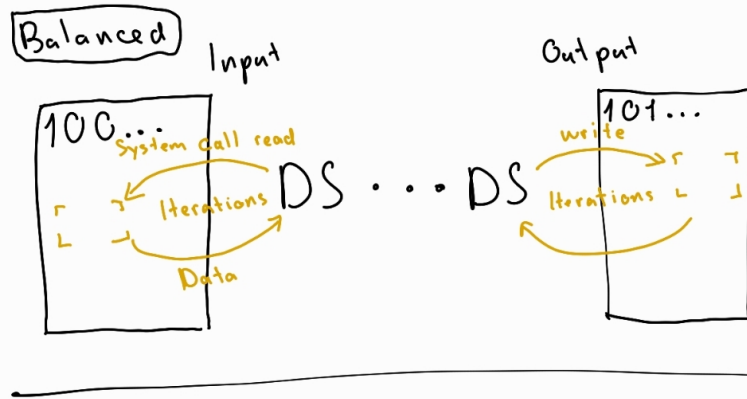 Balanced
Input
Output
100...
101...
System call read
write
Iterations
DS ... DS
Iterations
Data